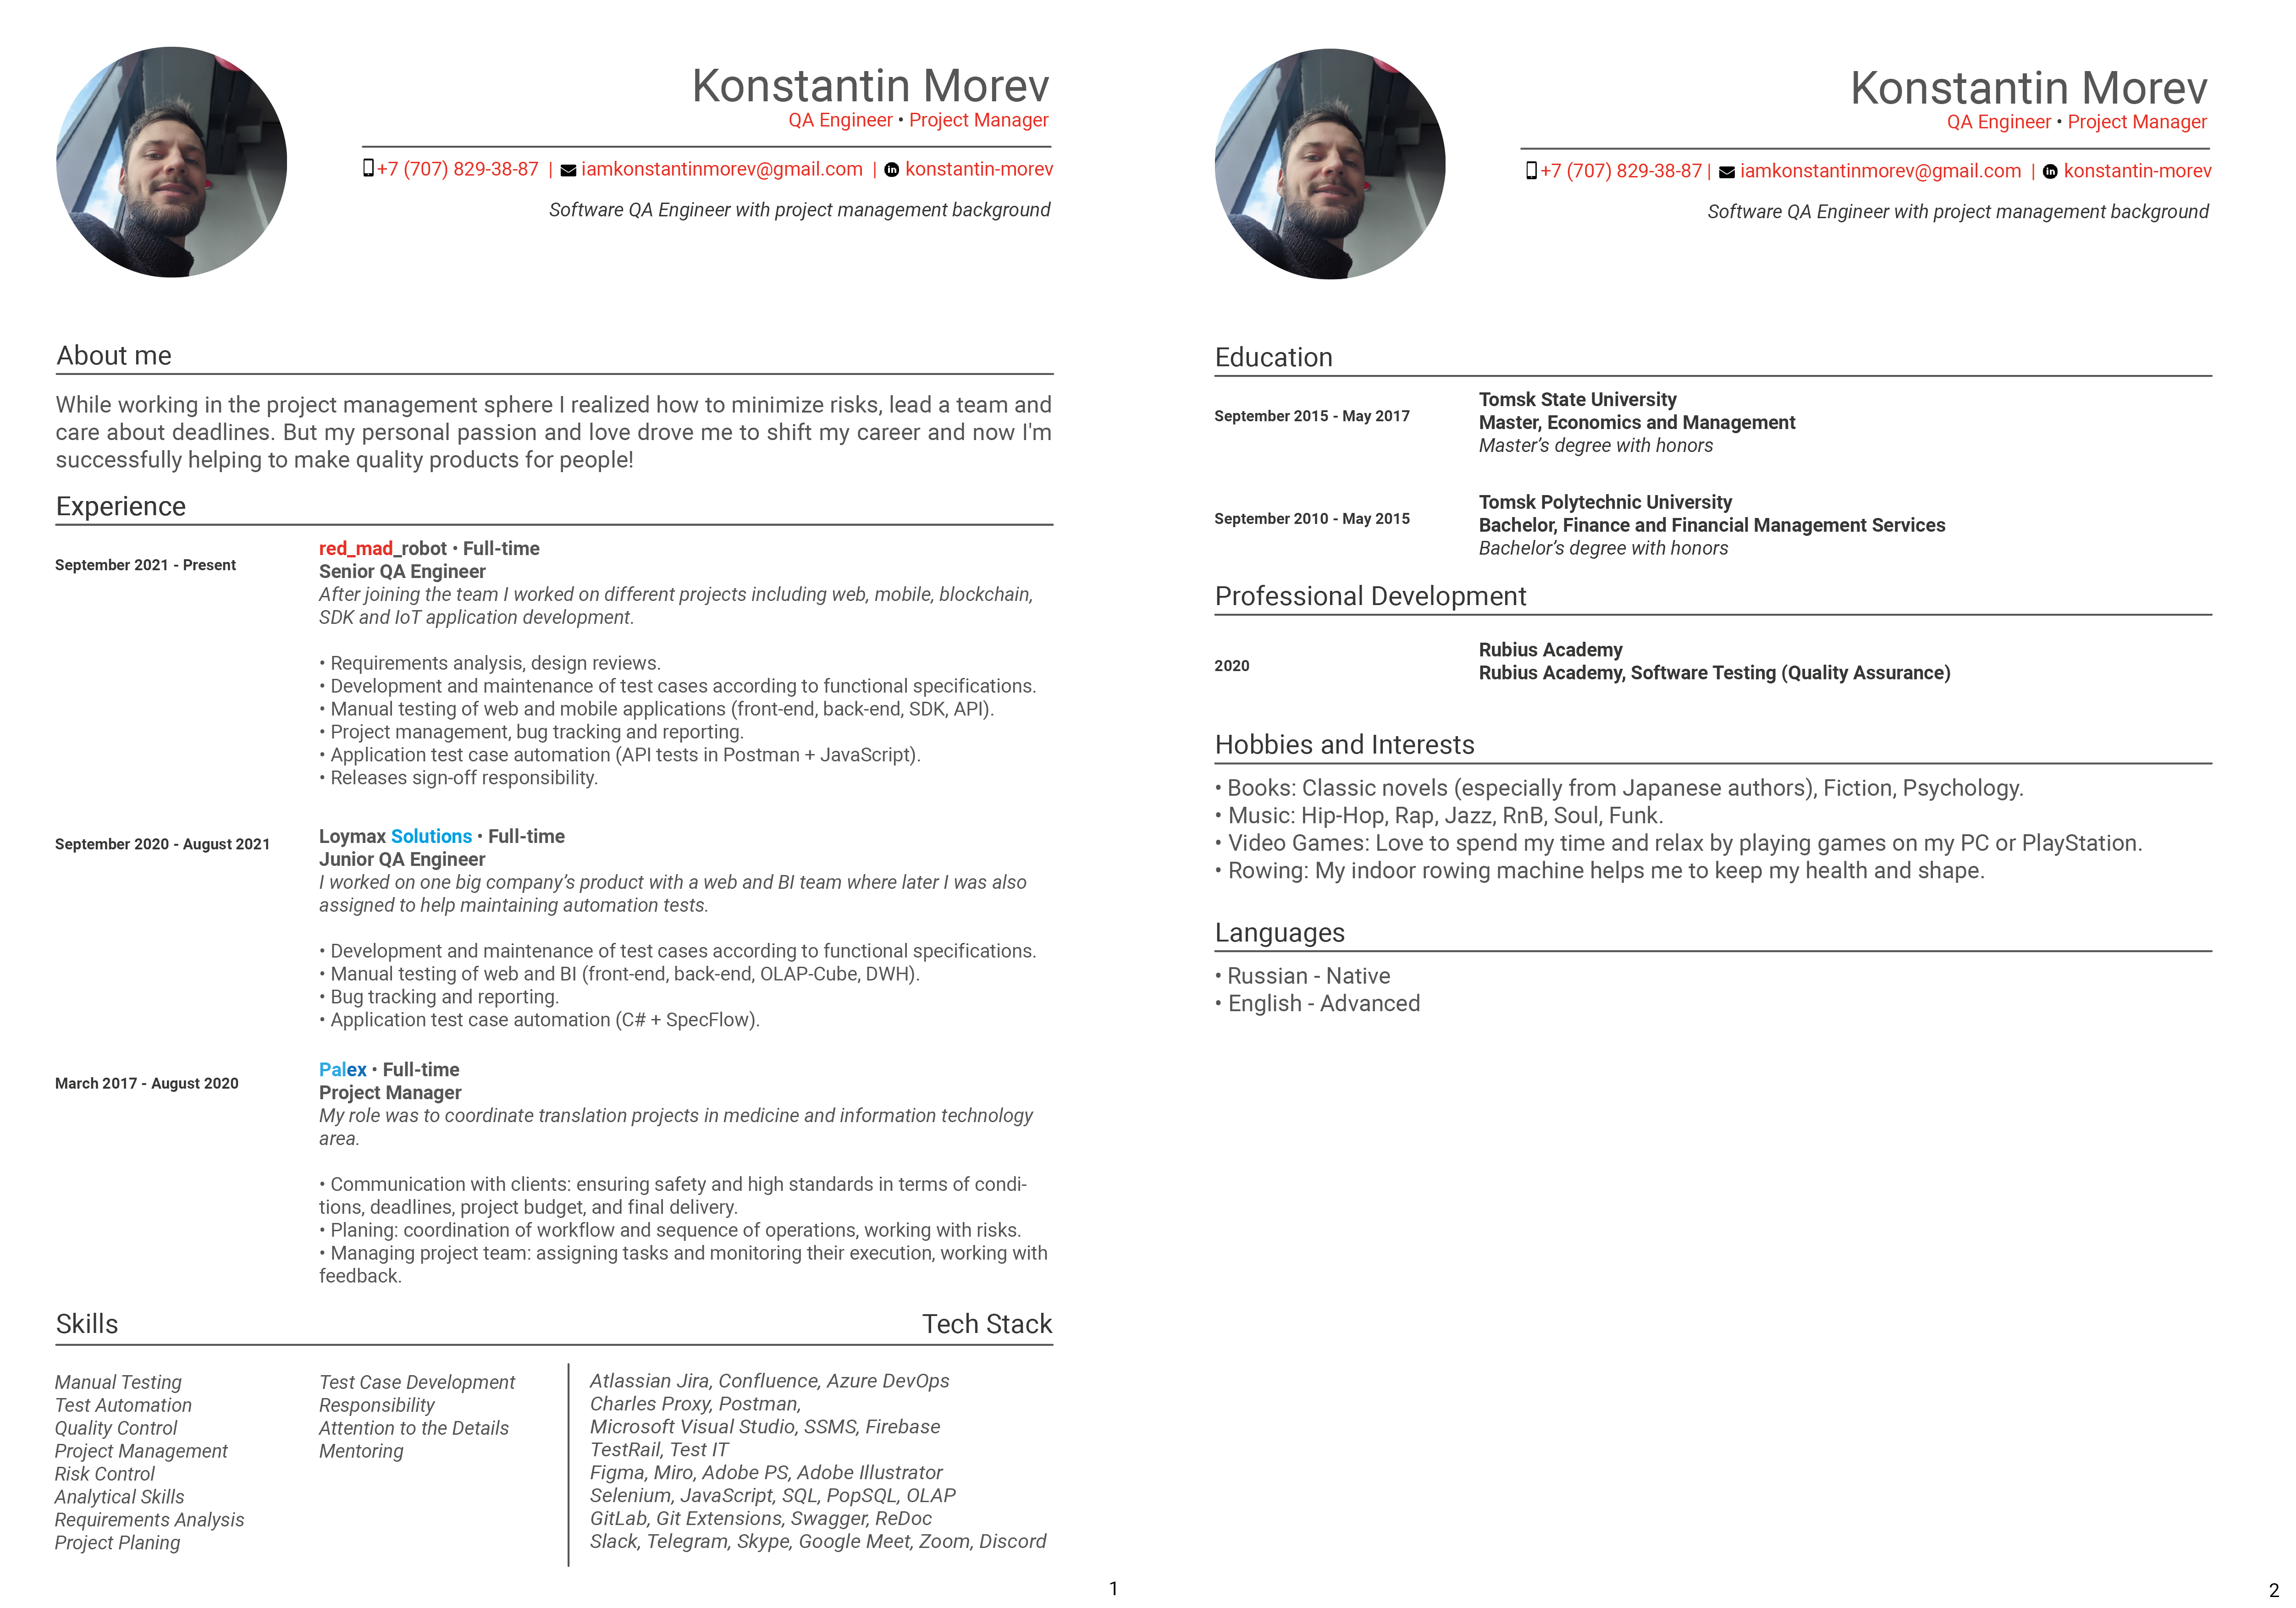 Konstantin Morev
QA Engineer • Project Manager
+7 (707) 829-38-87 | iamkonstantinmorev@gmail.com | konstantin-morev
Software QA Engineer with project management background
About me
While working in the project management sphere I realized how to minimize risks, lead a team and
care about deadlines. But my personal passion and love drove me to shift my career and now I'm
successfully helping to make quality products for people!
Experience
September 2021 - Present
red_mad_robot • Full-time
Senior QA Engineer
After joining the team I worked on different projects including web, mobile, blockchain,
SDK and IoT application development.
• Requirements analysis, design reviews.
• Development and maintenance of test cases according to functional specifications.
• Manual testing of web and mobile applications (front-end, back-end, SDK, API).
• Project management, bug tracking and reporting.
• Application test case automation (API tests in Postman + JavaScript).
• Releases sign-off responsibility.
September 2020 - August 2021
Loymax Solutions • Full-time
Junior QA Engineer
I worked on one big company’s product with a web and BI team where later I was also
assigned to help maintaining automation tests.
• Development and maintenance of test cases according to functional specifications.
• Manual testing of web and BI (front-end, back-end, OLAP-Cube, DWH).
• Bug tracking and reporting.
• Application test case automation (C# + SpecFlow).
March 2017 - August 2020
Palex • Full-time
Project Manager
My role was to coordinate translation projects in medicine and information technology
area.
• Communication with clients: ensuring safety and high standards in terms of condi-
tions, deadlines, project budget, and final delivery.
• Planing: coordination of workflow and sequence of operations, working with risks.
• Managing project team: assigning tasks and monitoring their execution, working with
feedback.
Skills
Manual Testing
Test Automation
Quality Control
Project Management
Risk Control
Analytical Skills
Requirements Analysis
Project Planing
Test Case Development
Responsibility
Attention to the Details
Mentoring
Tech Stack
Atlassian Jira, Confluence, Azure DevOps
Charles Proxy, Postman,
Microsoft Visual Studio, SSMS, Firebase
TestRail, Test IT
Figma, Miro, Adobe PS, Adobe Illustrator
Selenium, JavaScript, SQL, PopSQL, OLAP
GitLab, Git Extensions, Swagger, ReDoc
Slack, Telegram, Skype, Google Meet, Zoom, Discord
1
Konstantin Morev
QA Engineer • Project Manager
+7 (707) 829-38-87 | iamkonstantinmorev@gmail.com | konstantin-morev
Software QA Engineer with project management background
Education
September 2015 - May 2017
Tomsk State University
Master, Economics and Management
Master’s degree with honors
September 2010 - May 2015
Tomsk Polytechnic University
Bachelor, Finance and Financial Management Services
Bachelor’s degree with honors
Professional Development
2020
Rubius Academy
Rubius Academy, Software Testing (Quality Assurance)
Hobbies and Interests
• Books: Classic novels (especially from Japanese authors), Fiction, Psychology.
• Music: Hip-Hop, Rap, Jazz, RnB, Soul, Funk.
• Video Games: Love to spend my time and relax by playing games on my PC or PlayStation.
• Rowing: My indoor rowing machine helps me to keep my health and shape.
Languages
• Russian - Native
• English - Advanced
2